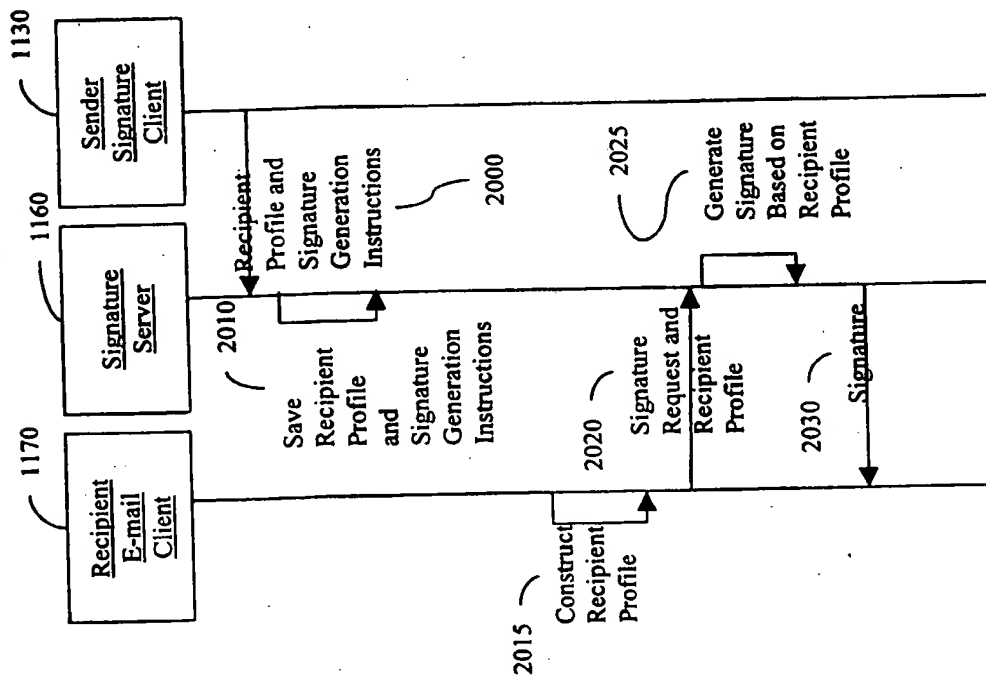 1170
Recipient
E-mail
Client
1160
Signature
Server
1130
Sender
Signature
Client
Recipient
Profile and
Signature
Generation
Instructions
2000
2010
Save
Recipient
Profile
and
Signature
Generation
Instructions
2015
Construct
Recipient
Profile
2020
Signature
Request and
Recipient
Profile
2025
Generate
Signature
Based on
Recipient
Profile
2030
Signature